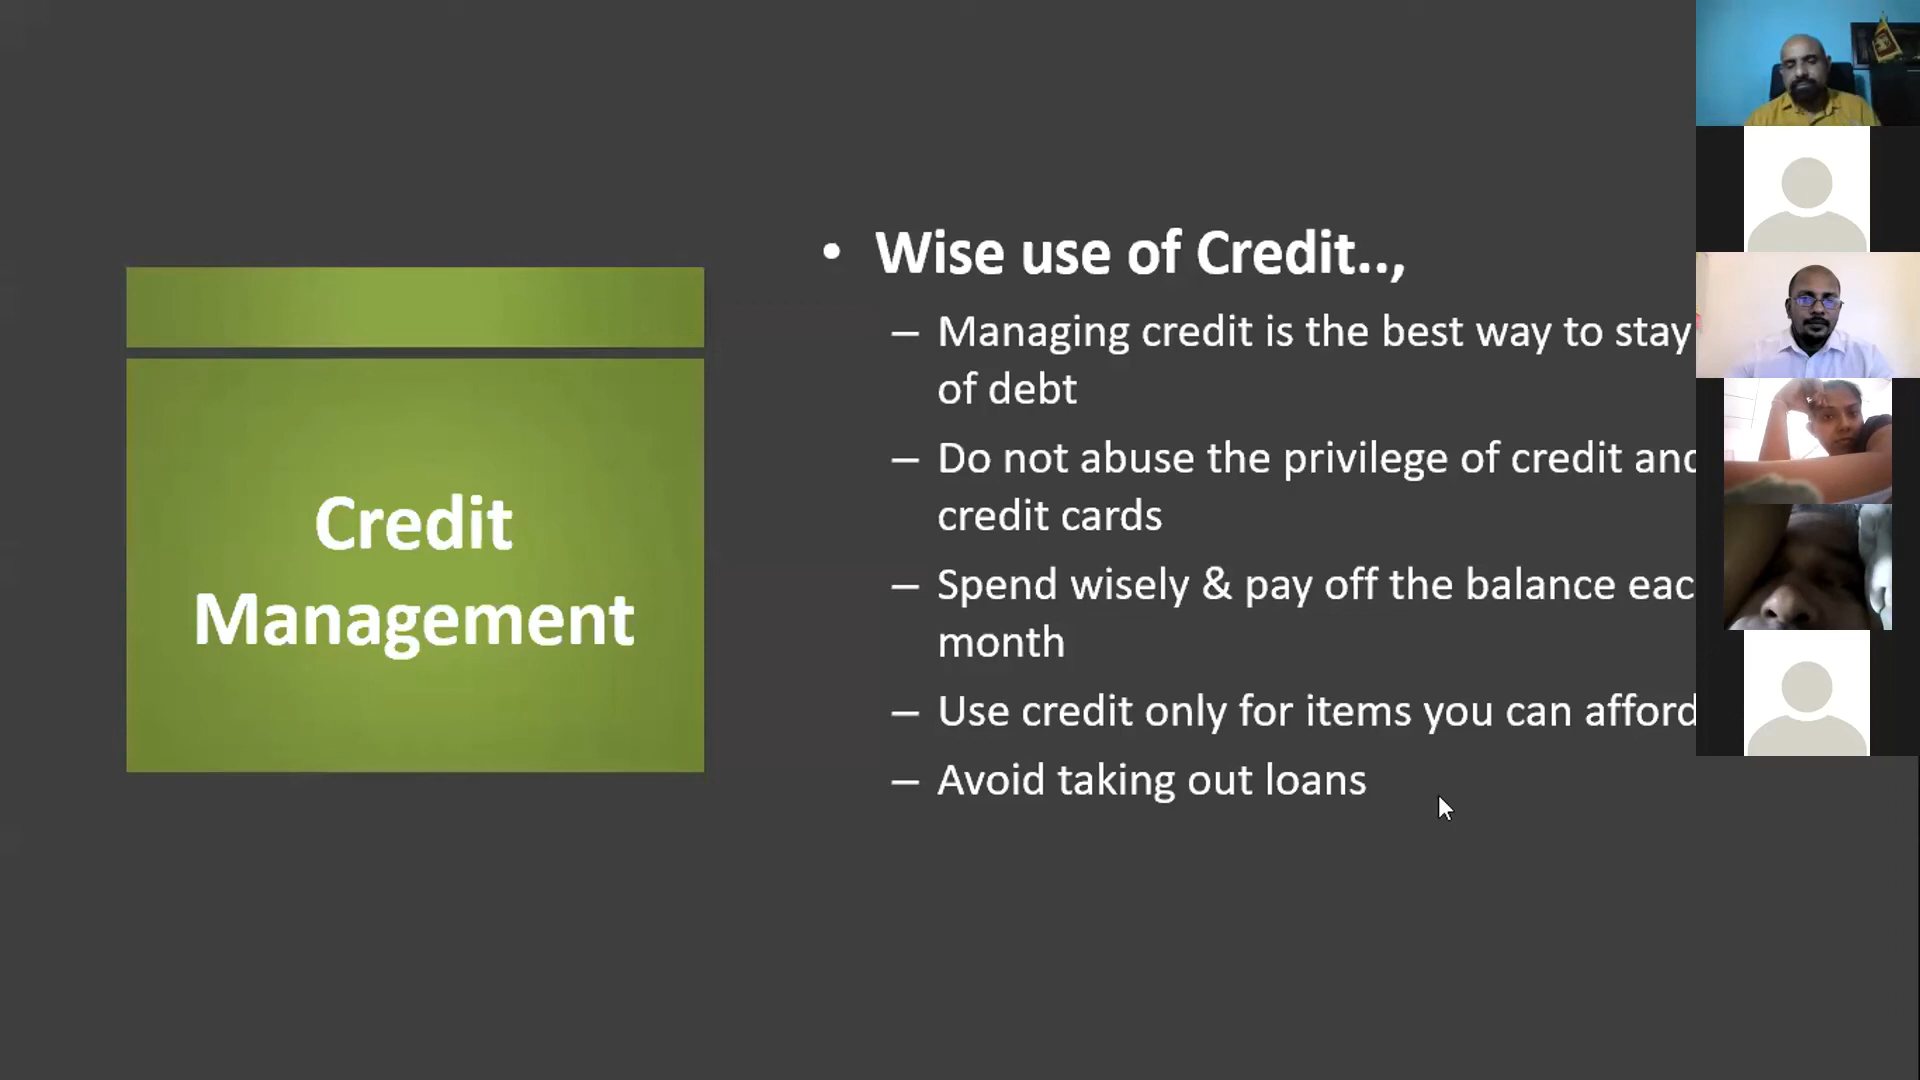 Credit
Management
• Wise use of Credit..,
– Managing credit is the best way to stay
of debt
– Do not abuse the privilege of credit and
credit cards
– Spend wisely & pay off the balance eac
month
– Use credit only for items you can afford
– Avoid taking out loans